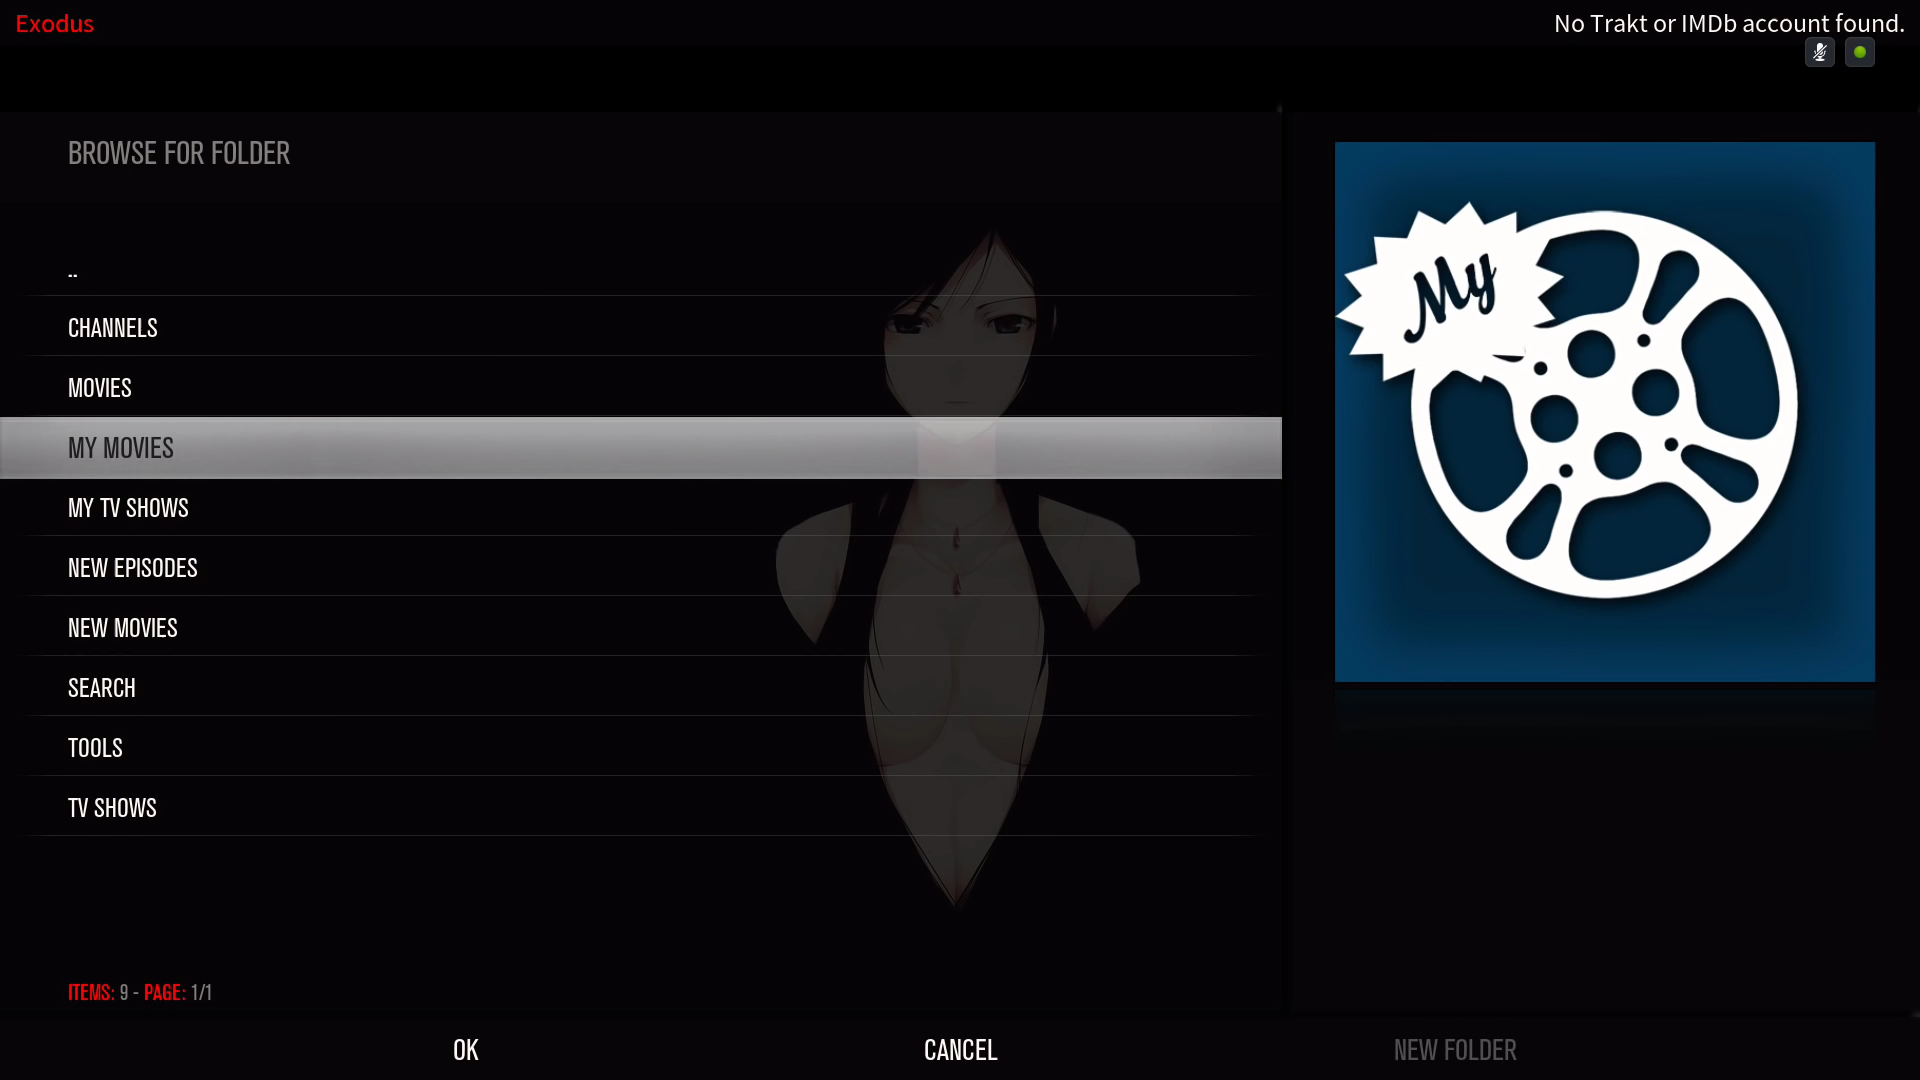 Exodus
No Trakt or IMDb account found.
BROWSE FOR FOLDER
..
CHANNELS
MOVIES
MY MOVIES
MY TV SHOWS
NEW EPISODES
NEW MOVIES
SEARCH
TOOLS
TV SHOWS
My
ITEMS: 9 - PAGE: 1/1
OK
CANCEL
NEW FOLDER